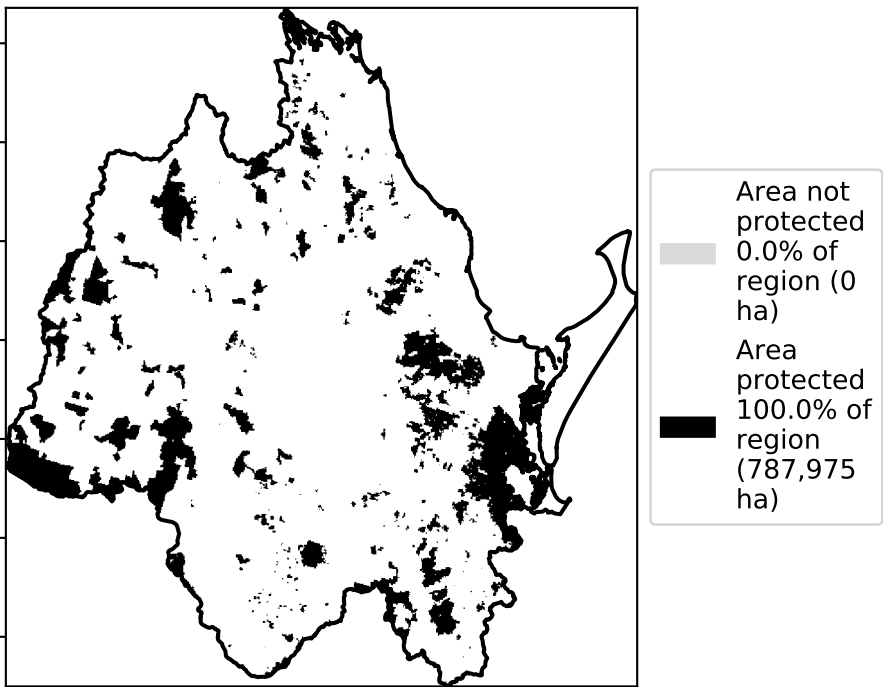 Area not
protected
0.0% of
region (0
ha)
Area
protected
100.0% of
region
(787,975
ha)